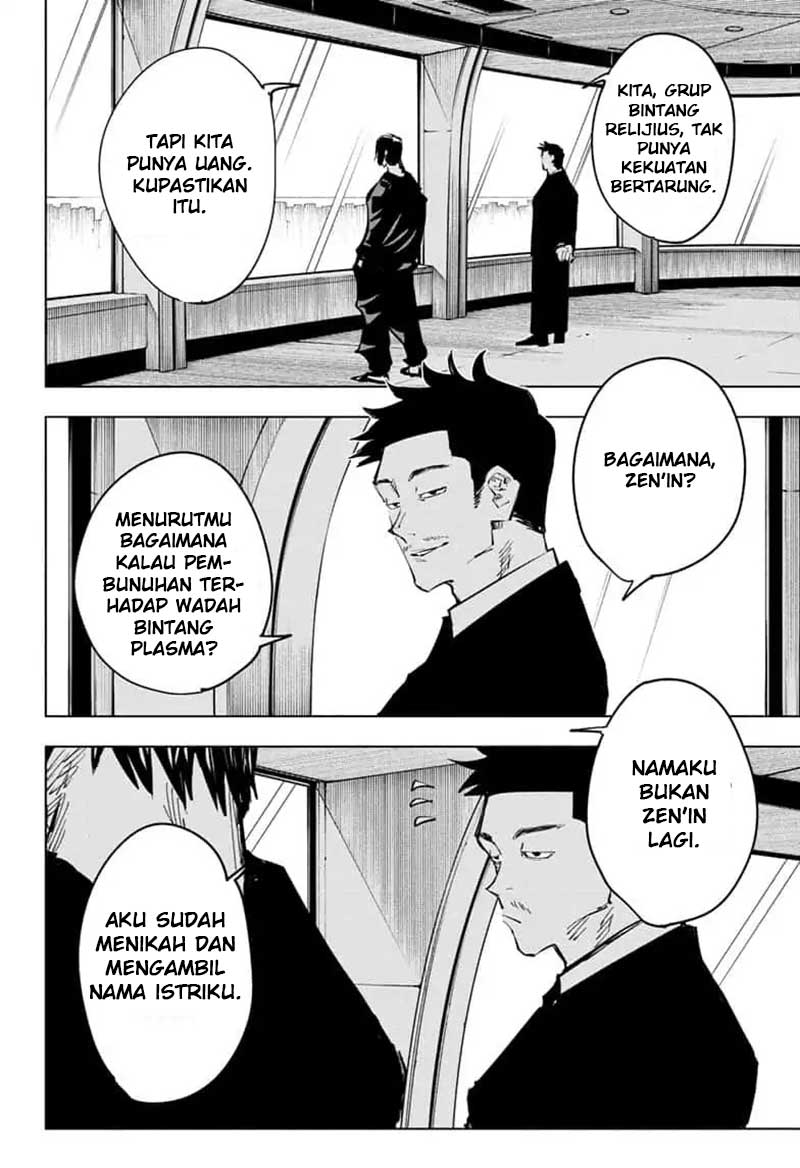 KITA, GRUP
BINTANG
RELIJIUS, TAK
PUNYA
KEKUATAN
BERTARUNG.
TAPI KITA
PUNYA UANG.
KUPASTIKAN
ITU.
BAGAIMANA,
ZEN'IN?
MENURUTMU
BAGAIMANA
KALAU PEM-
BUNUHAN TER-
HADAP WADAH
BINTANG
PLASMA?
NAMAKU
BUKAN
ZEN'IN
LAGI.
AKU SUDAH
MENIKAH DAN
MENGAMBIL
NAMA ISTRIKU.